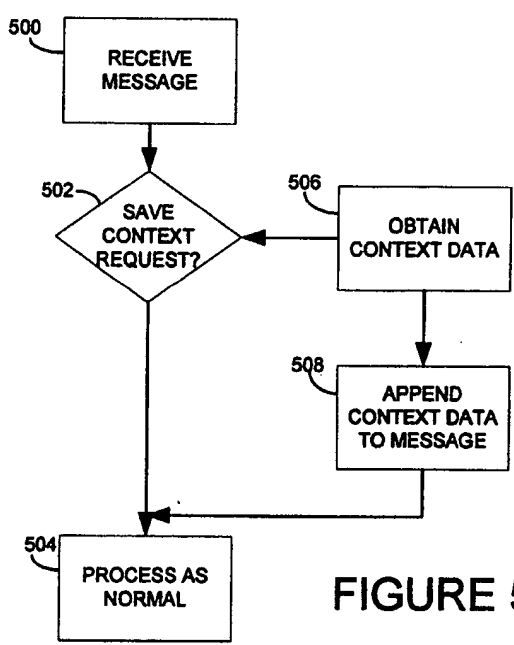 500
RECEIVE
MESSAGE
502
SAVE
CONTEXT
REQUEST?
506
OBTAIN
CONTEXT DATA
508
APPEND
CONTEXT DATA
TO MESSAGE
504
PROCESS AS
NORMAL
FIGURE 5